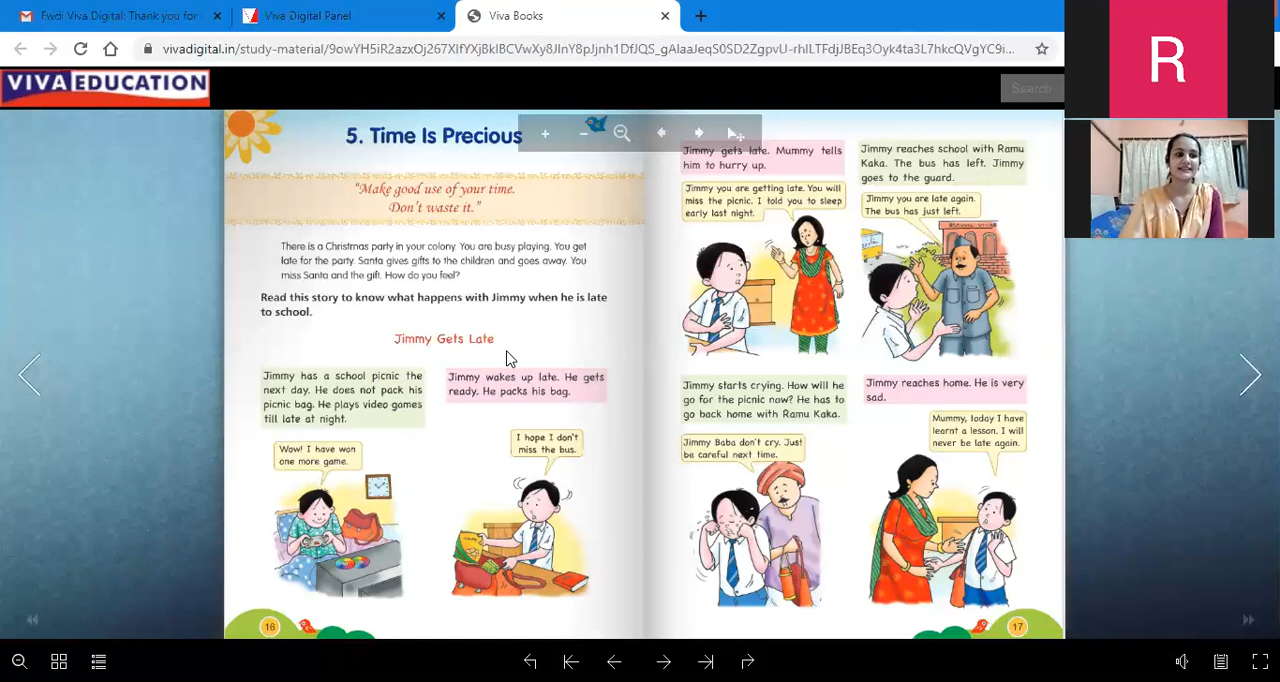 Fwd: Viva Digital: Thank you for
Viva Digital Panel
Viva Books
VIVA EDUCATION
Search
R
5. Time Is Precious
"Make good use of your time.
Don't waste it."
There is a Christmas party in your colony. You are busy playing. You get
late for the party. Santa gives gifts to the children and goes away. You
miss Santa and the gift. How do you feel?
Read this story to know what happens with Jimmy when he is late
to school.
Jimmy Gets Late
Jimmy has a school picnic the
next day. He does not pack his
picnic bag. He plays video games
till late at night.
Wow! I have won
one more game.
Jimmy wakes up late. He gets
ready. He packs his bag.
I hope I don't
miss the bus.
16
Jimmy gets late. Mummy tells
him to hurry up.
Jimmy you are getting late. You will
miss the picnic. I told you to sleep
early last night.
Jimmy reaches school with Ramu
Kaka. The bus has left. Jimmy
goes to the guard.
Jimmy you are late again.
The bus has just left.
Jimmy starts crying. How will he
go for the picnic now? He has to
go back home with Ramu Kaka.
Jimmy Baba don't cry. Just
be careful next time.
Jimmy reaches home. He is very
sad.
Mummy, today I have
learnt a lesson. I will
never be late again.
17